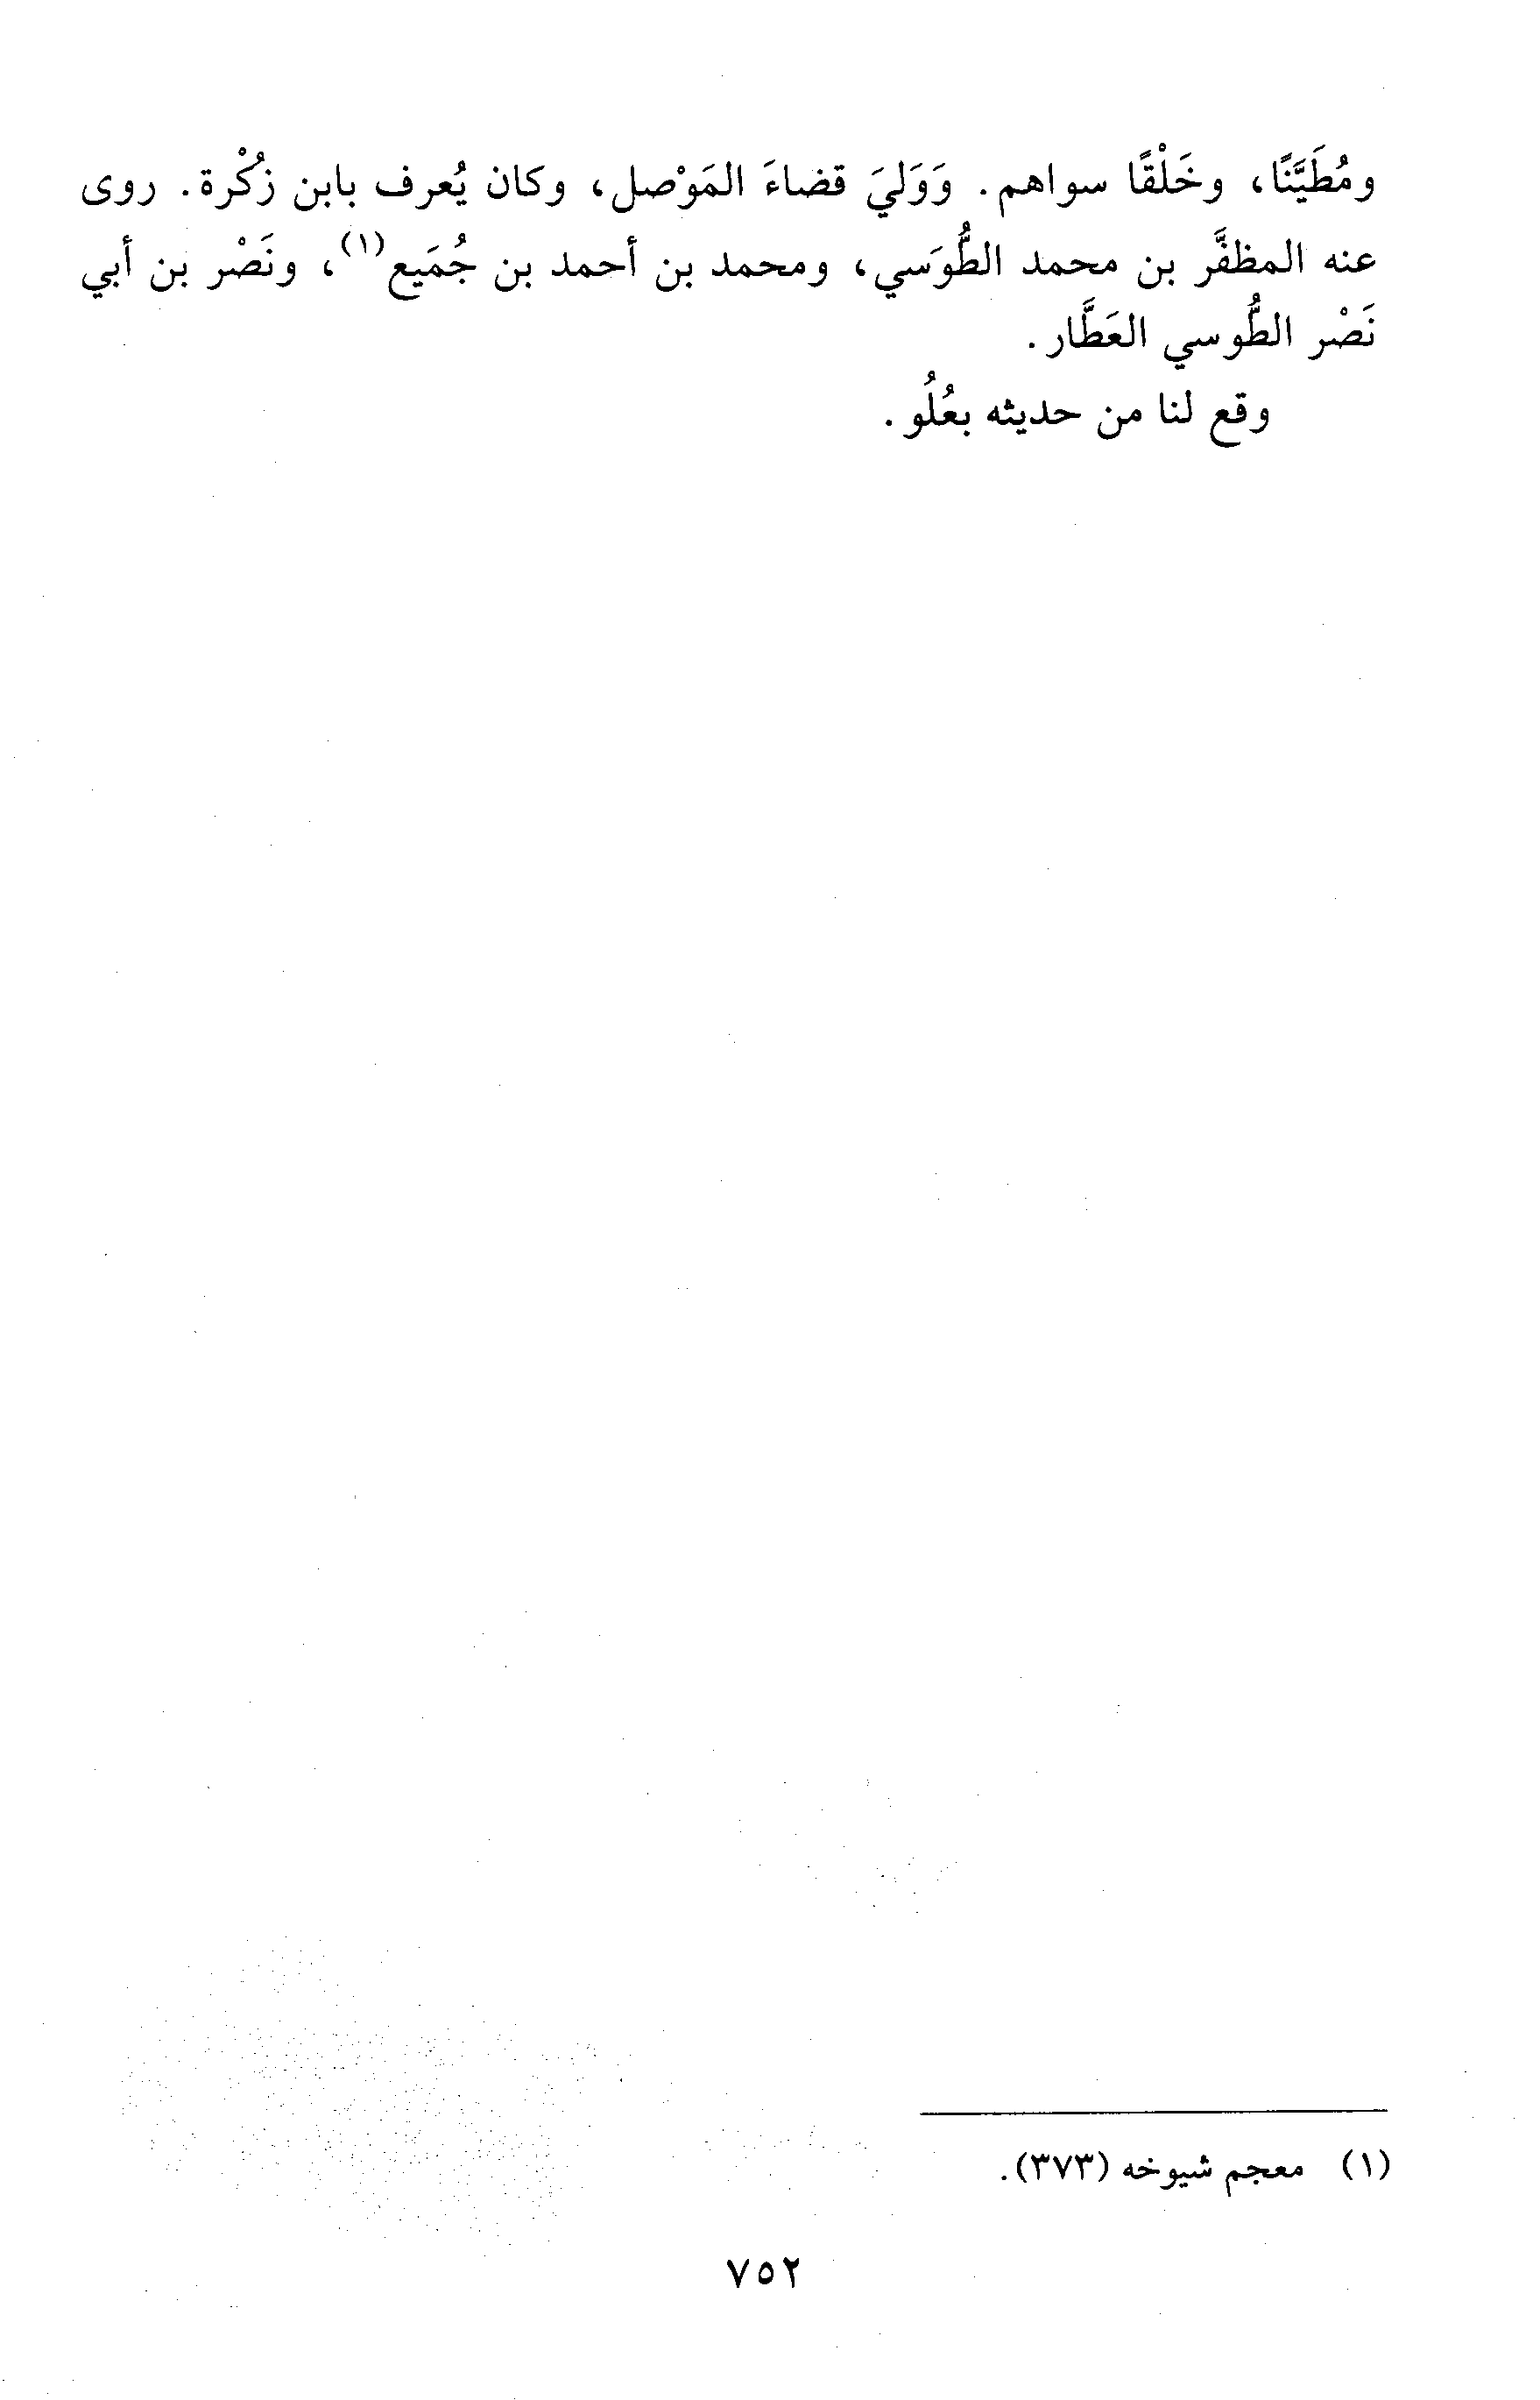 ومُطَيَّنًا، وخَلْقًا سواهم. وَوَليَ قضاءَ المَوْصل، وكان يُعرف بابن زُكْرة. روى
عنه المظفَّر بن محمد الطُّوَسي، ومحمد بن أحمد بن جُمَيع(١)، ونَصْر بن أبي
نَصْر الطُّوسي العَطَّار.
وقع لنا من حديثه بعُلُو.
(١) معجم شيوخه (٣٧٣).
٧٥٢